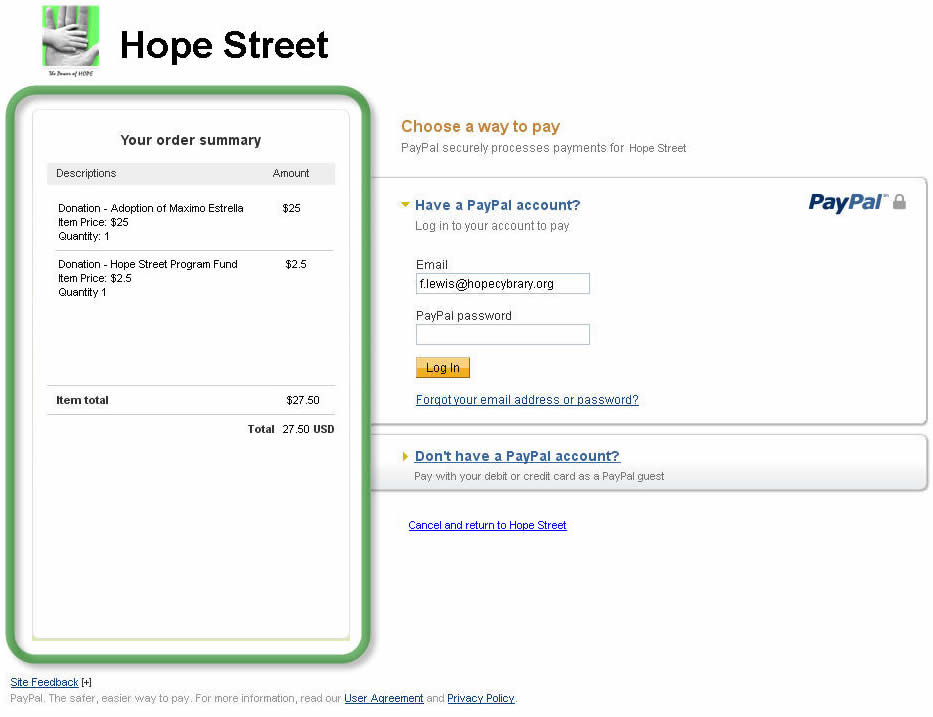 The Power of HOPE
Hope Street
Your order summary
Descriptions Amount
Donation - Adoption of Maximo Estrella $25
Item Price: $25
Quantity: 1
Donation - Hope Street Program Fund $2.5
Item Price: $2.5
Quantity 1
Item total $27.50
Total 27.50 USD
Choose a way to pay
PayPal securely processes payments for Hope Street
Have a PayPal account?
PayPal™
Log in to your account to pay
Email
f.lewis@hopecybrary.org
PayPal password
Log In
Forgot your email address or password?
Don't have a PayPal account?
Pay with your debit or credit card as a PayPal guest
Cancel and return to Hope Street
Site Feedback [+]
PayPal. The safer, easier way to pay. For more information, read our User Agreement and Privacy Policy.